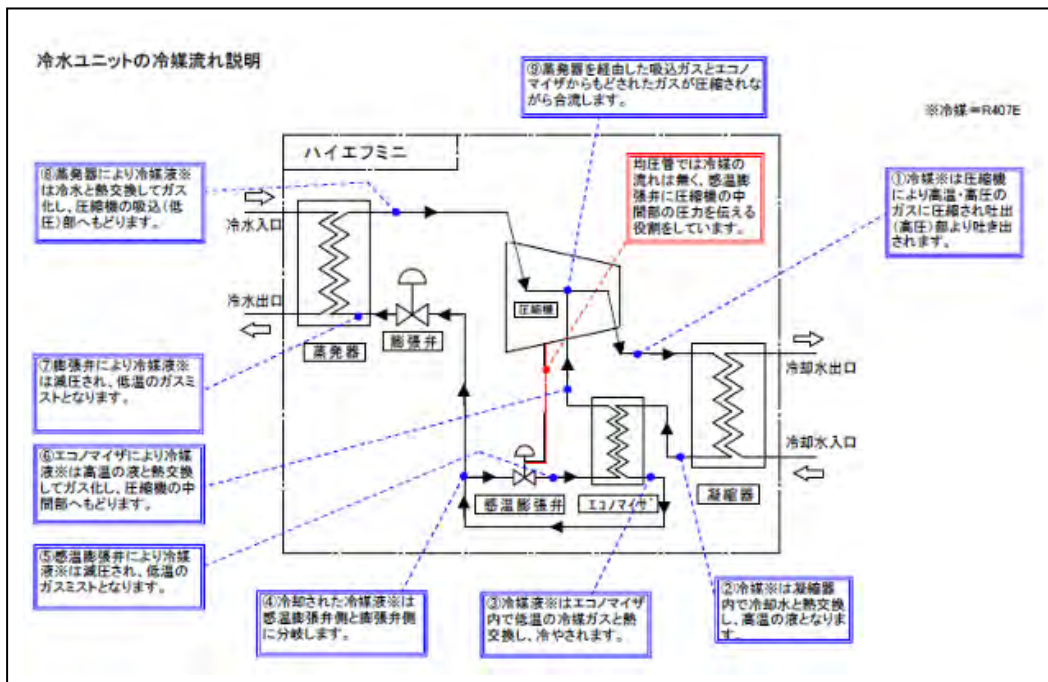 冷水ユニットの冷媒流れ説明
⑨蒸発器を経由した吸込ガスとエコノ
マイザからもどされたガスが圧縮されな
がら合流します。
※冷媒=R407E
ハイエフミニ
⑧蒸発器により冷媒液※
は冷水と熱交換してガス
化し、圧縮機の吸込(低
圧)部へもどります。
均圧管では冷媒の
流れは無く、感温膨
張弁に圧縮機の中
間部の圧力を伝える
役割をしています。
①冷媒※は圧縮機
により高温・高圧の
ガスに圧縮され吐出
(高圧)部より吐き出
されます。
冷水入口
冷水出口
圧縮機
蒸発器
膨張弁
⑦膨張弁により冷媒液※
は減圧され、低温のガスミ
ストとなります。
冷却水出口
冷却水入口
⑥エコノマイザにより冷媒
液※は高温の液と熱交換
してガス化し、圧縮機の中
間部へもどります。
感温膨張弁
エコノマイザ
凝縮器
⑤感温膨張弁により冷媒
液※は減圧され、低温の
ガスミストとなります。
④冷却された冷媒液※は
感温膨張弁側と膨張弁側
に分岐します。
③冷媒液※はエコノマイザ
内で低温の冷媒ガスと熱
交換し、冷やされます。
②冷媒※は凝縮器
内で冷却水と熱交換
し、高温の液となりま
す。